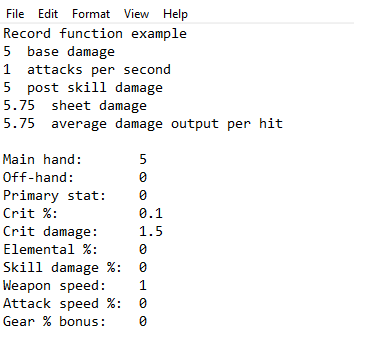 File Edit Format View Help
Record function example
5 base damage
1 attacks per second
5 post skill damage
5.75 sheet damage
5.75 average damage output per hit
Main hand: 5
Off-hand: 0
Primary stat: 0
Crit %: 0.1
Crit damage: 1.5
Elemental %: 0
Skill damage %: 0
Weapon speed: 1
Attack speed %: 0
Gear % bonus: 0